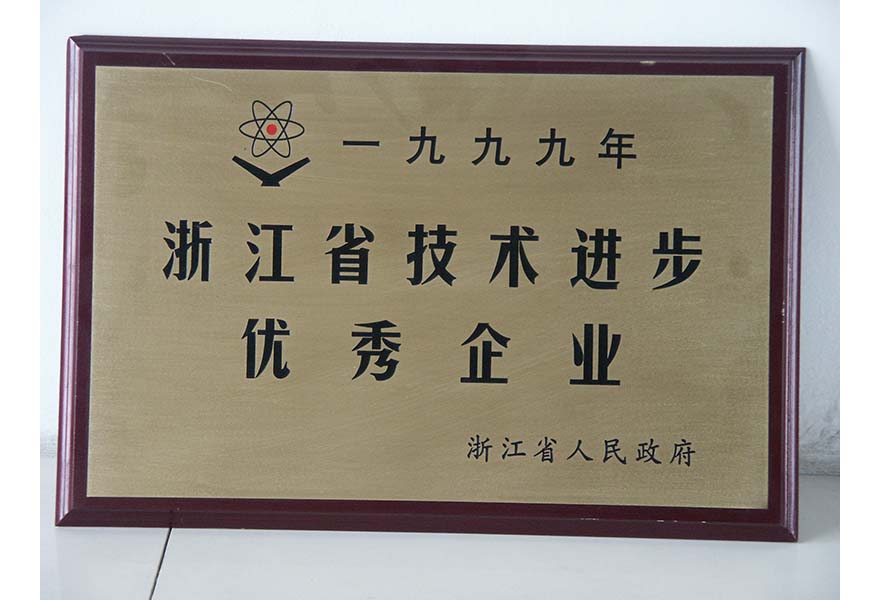 一九九九年
浙江省技术进步
优秀企业
浙江省人民政府